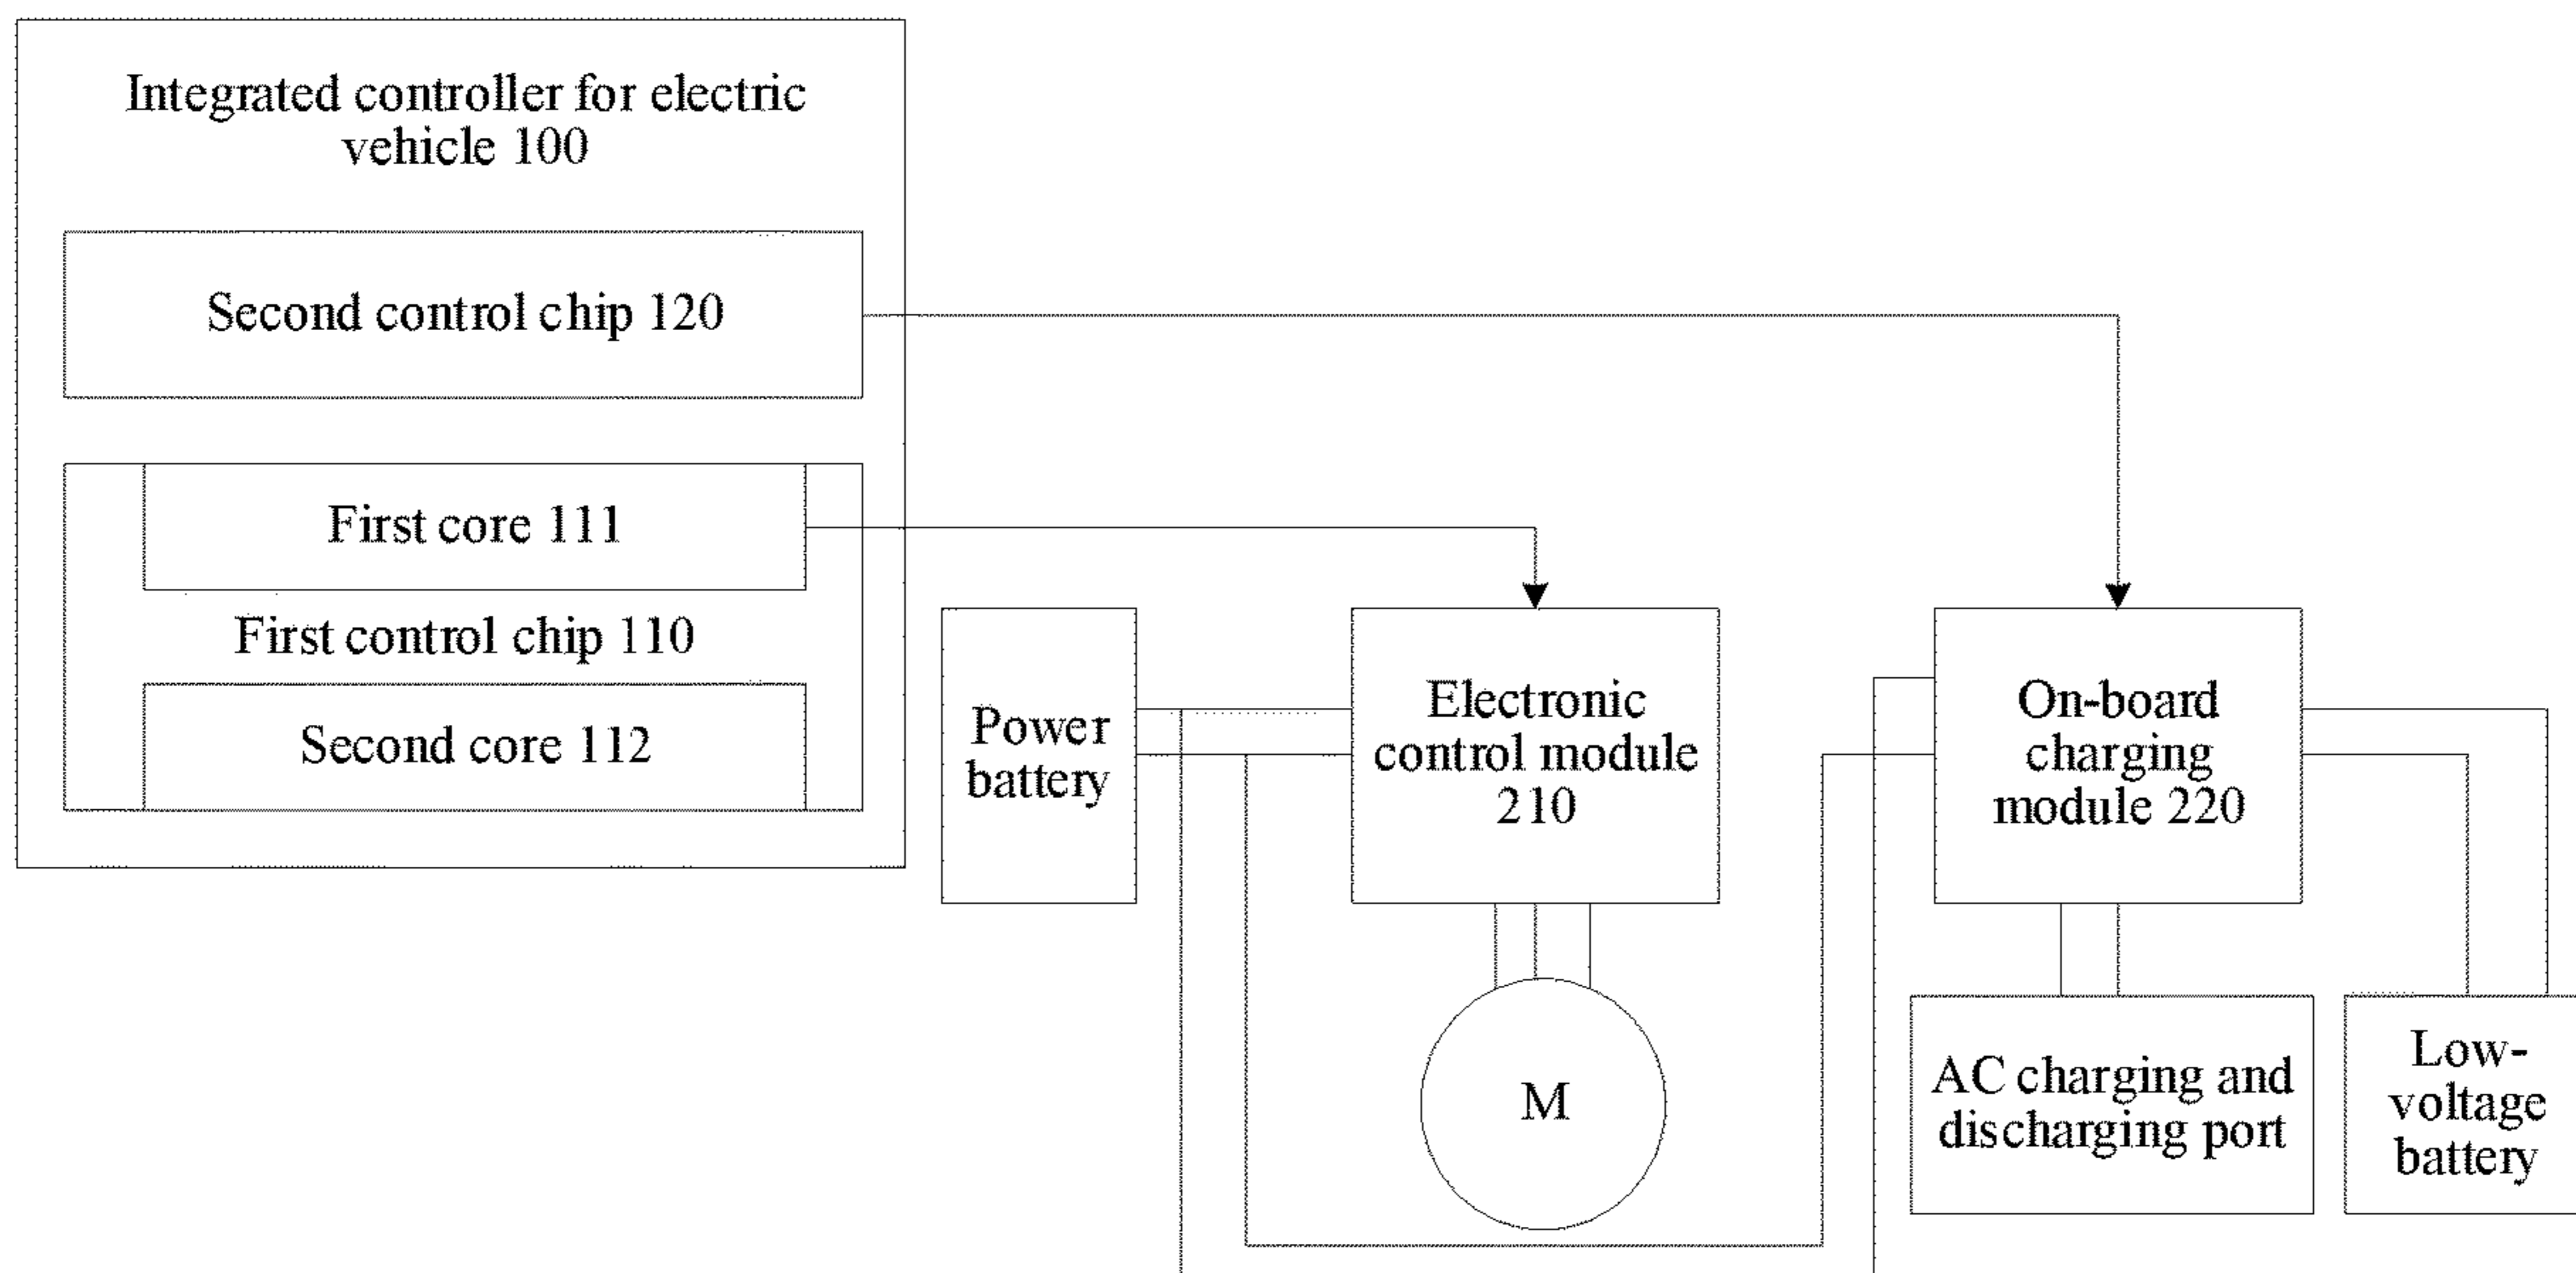 Integrated controller for electric
vehicle 100
Second control chip 120
First core 111
First control chip 110
Second core 112
Power
battery
Electronic
control module
210
On-board
charging
module 220
M
AC charging and
discharging port
Low-
voltage
battery